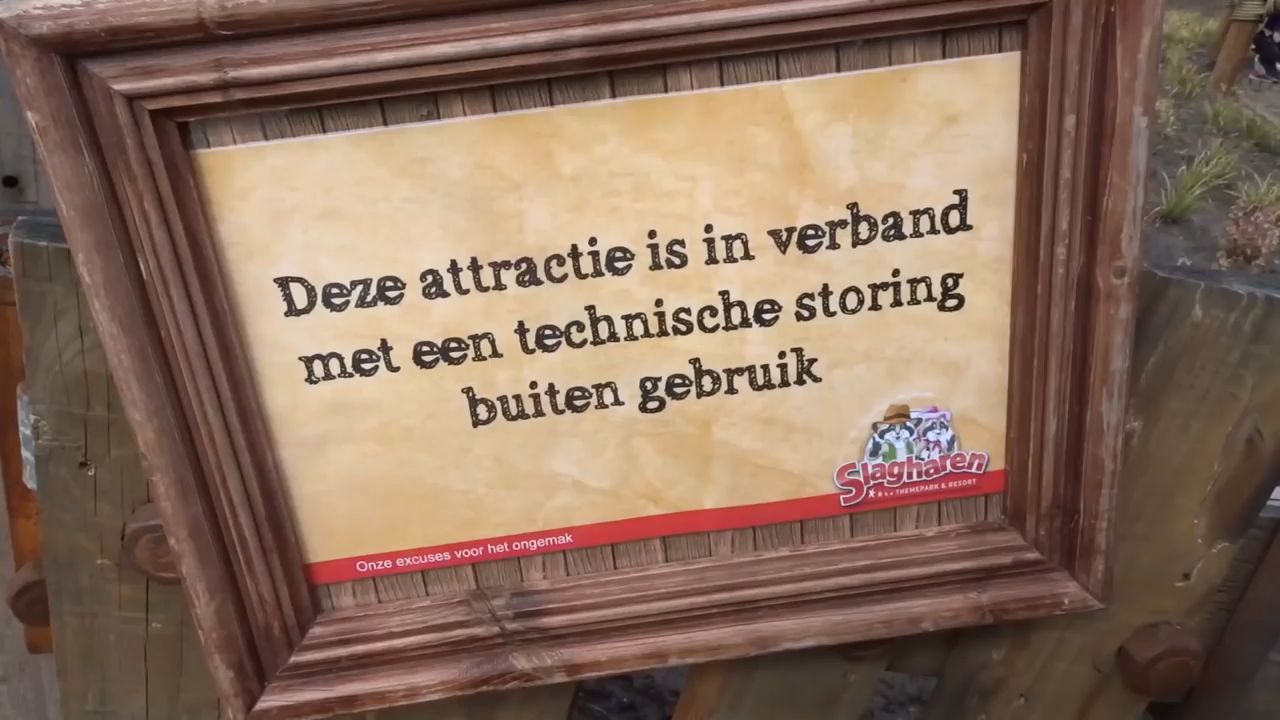 Deze attractie is in verband
met een technische storing
buiten gebruik
Slagharen
THEMEPARK & RESORT
Onze excuses voor het ongemak